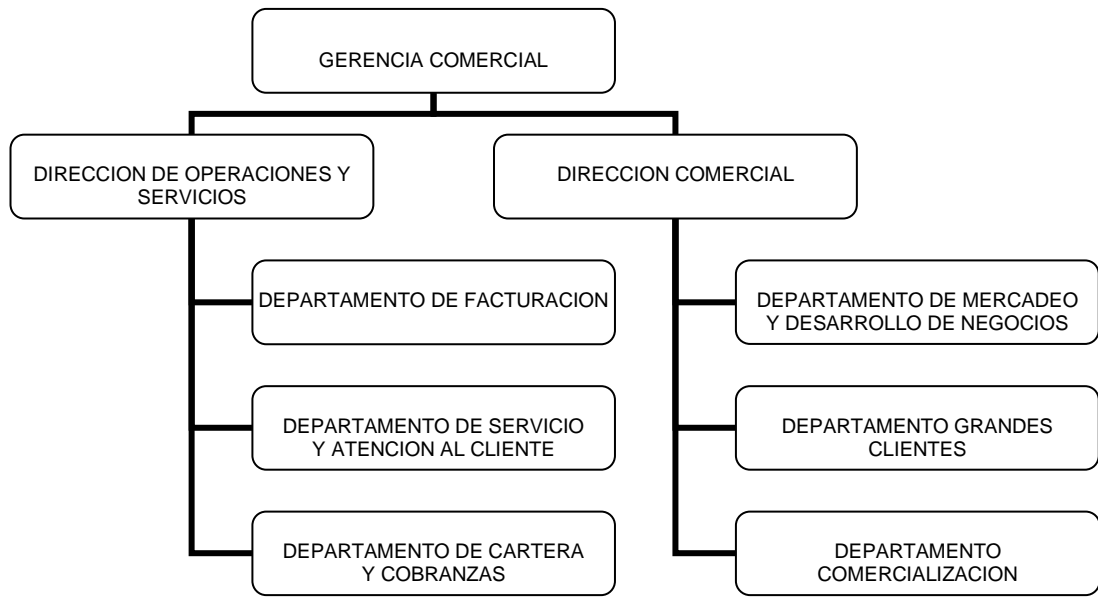 GERENCIA COMERCIAL
DIRECCION DE OPERACIONES Y
SERVICIOS
DIRECCION COMERCIAL
DEPARTAMENTO DE FACTURACION
DEPARTAMENTO DE MERCADEO
Y DESARROLLO DE NEGOCIOS
DEPARTAMENTO DE SERVICIO
Y ATENCION AL CLIENTE
DEPARTAMENTO GRANDES
CLIENTES
DEPARTAMENTO DE CARTERA
Y COBRANZAS
DEPARTAMENTO
COMERCIALIZACION